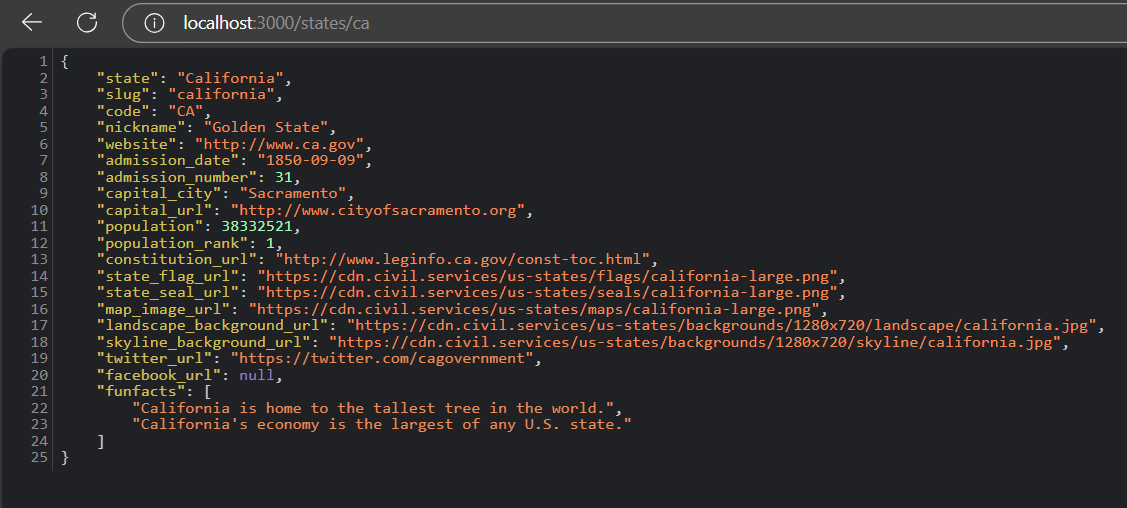 localhost:3000/states/ca
1 {
2 "state": "California",
3 "slug": "california",
4 "code": "CA",
5 "nickname": "Golden State",
6 "website": "http://www.ca.gov",
7 "admission_date": "1850-09-09",
8 "admission_number": 31,
9 "capital_city": "Sacramento",
10 "capital_url": "http://www.cityofsacramento.org",
11 "population": 38332521,
12 "population_rank": 1,
13 "constitution_url": "http://www.leginfo.ca.gov/const-toc.html",
14 "state_flag_url": "https://cdn.civil.services/us-states/flags/california-large.png",
15 "state_seal_url": "https://cdn.civil.services/us-states/seals/california-large.png",
16 "map_image_url": "https://cdn.civil.services/us-states/maps/california-large.png",
17 "landscape_background_url": "https://cdn.civil.services/us-states/backgrounds/1280x720/landscape/california.jpg",
18 "skyline_background_url": "https://cdn.civil.services/us-states/backgrounds/1280x720/skyline/california.jpg",
19 "twitter_url": "https://twitter.com/cagovernment",
20 "facebook_url": null,
21 "funfacts": [
22 "California is home to the tallest tree in the world.",
23 "California's economy is the largest of any U.S. state."
24 ]
25 }